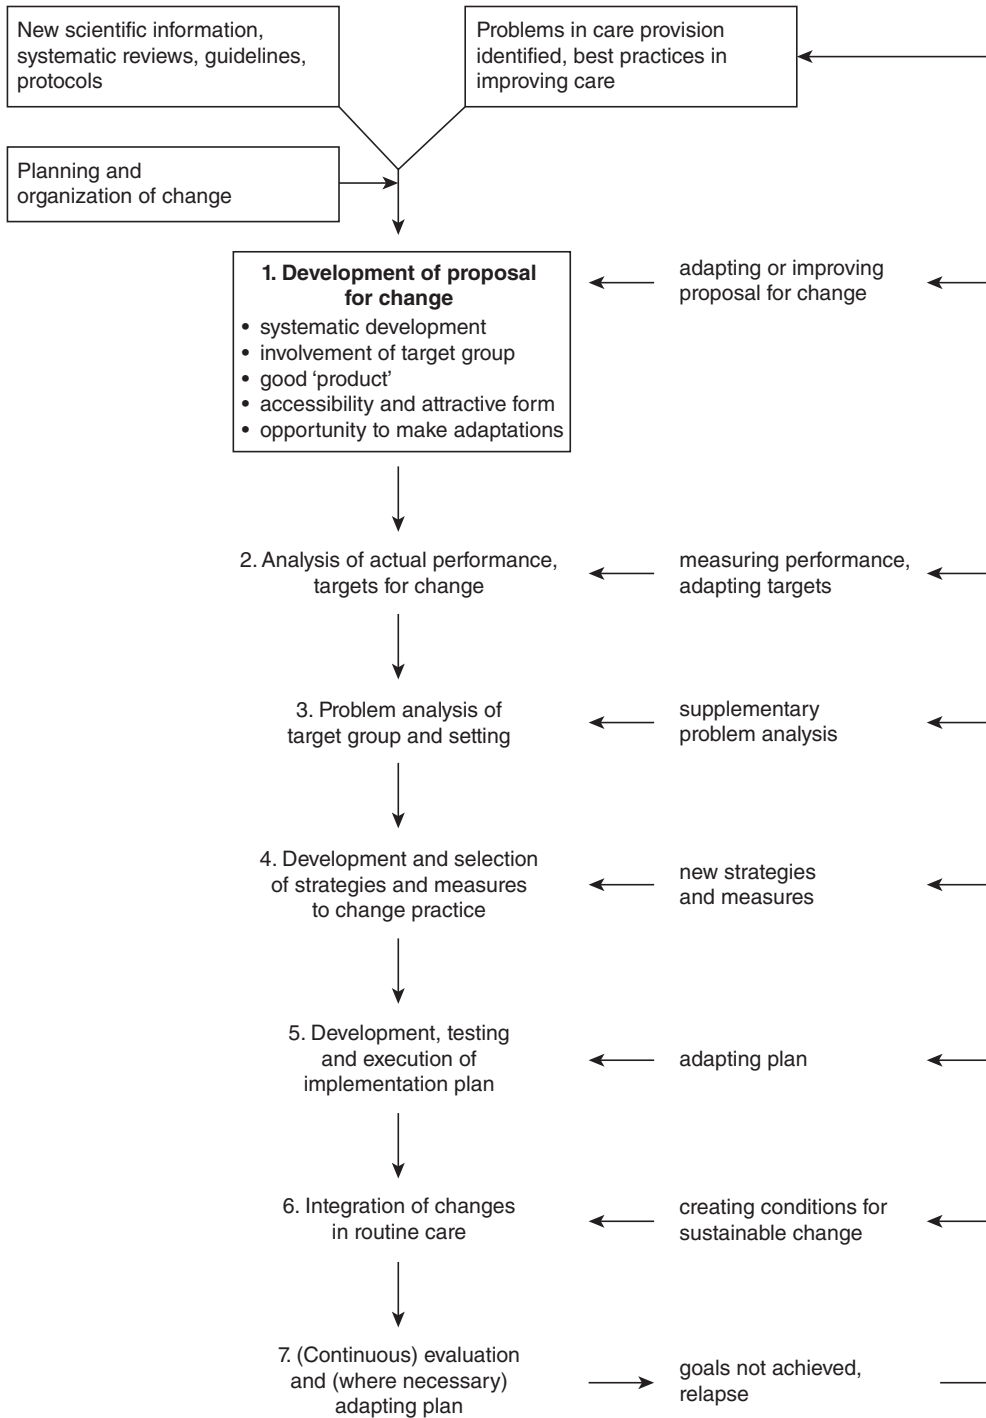 New scientific information,
systematic reviews, guidelines,
protocols
Problems in care provision
identified, best practices in
improving care
Planning and
organization of change
1. Development of proposal
for change
• systematic development
• involvement of target group
• good ‘product’
• accessibility and attractive form
• opportunity to make adaptations
adapting or improving
proposal for change
2. Analysis of actual performance,
targets for change
measuring performance,
adapting targets
3. Problem analysis of
target group and setting
supplementary
problem analysis
4. Development and selection
of strategies and measures
to change practice
new strategies
and measures
5. Development, testing
and execution of
implementation plan
adapting plan
6. Integration of changes
in routine care
creating conditions for
sustainable change
7. (Continuous) evaluation
and (where necessary)
adapting plan
goals not achieved,
relapse